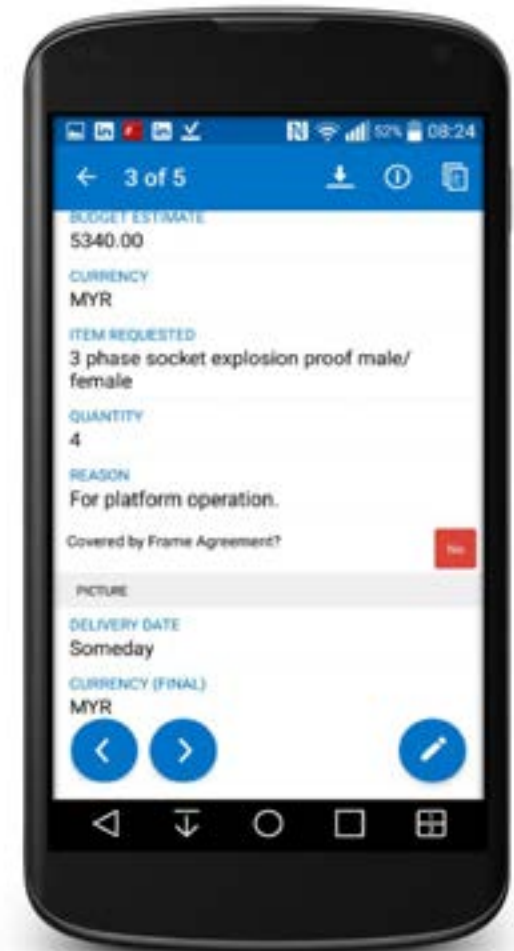 52% 08:24
3 of 5
BUDGET ESTIMATE
5340.00
CURRENCY
MYR
ITEM REQUESTED
3 phase socket explosion proof male/
female
QUANTITY
4
REASON
For platform operation.
Covered by Frame Agreement?
No
PICTURE
DELIVERY DATE
Someday
CURRENCY (FINAL)
MYR